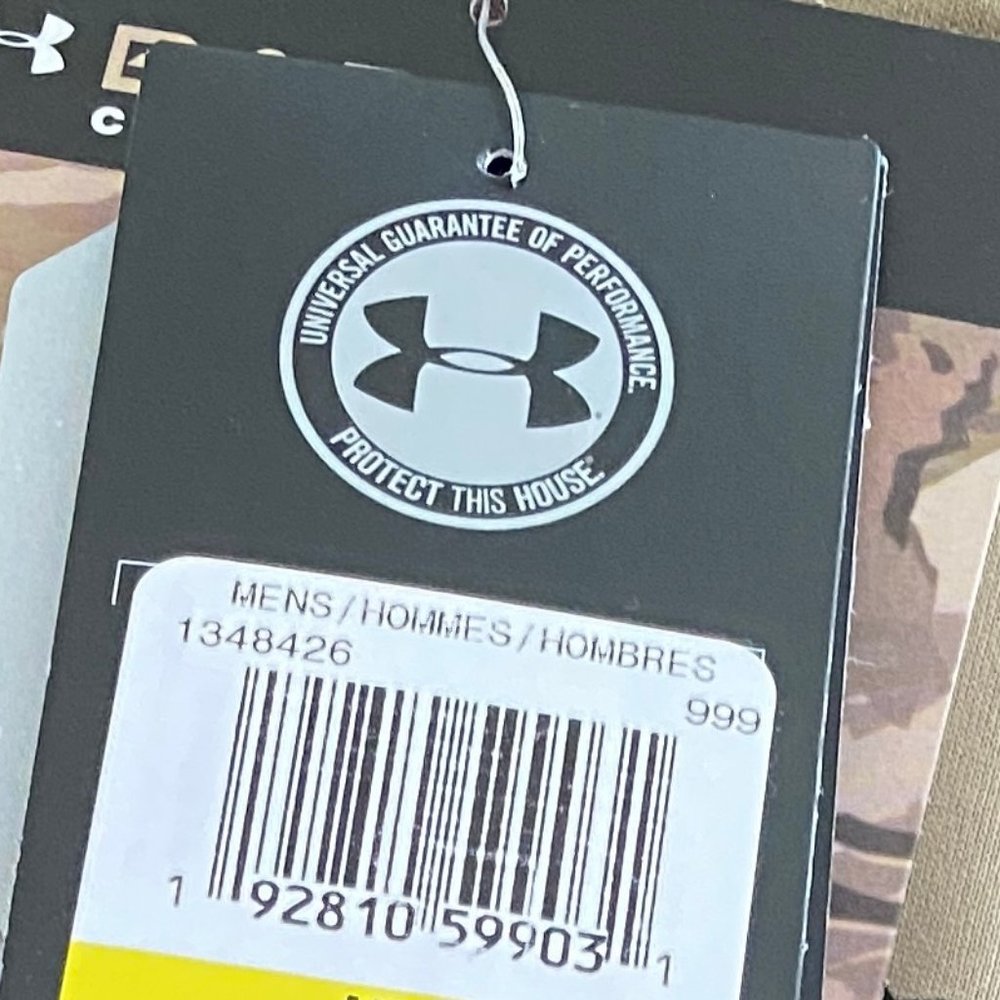 C
UNIVERSAL GUARANTEE OF PERFORMANCE.
PROTECT THIS HOUSE.
MENS/HOMMES/HOMBRES
1348426
999
1 92810 59903 1